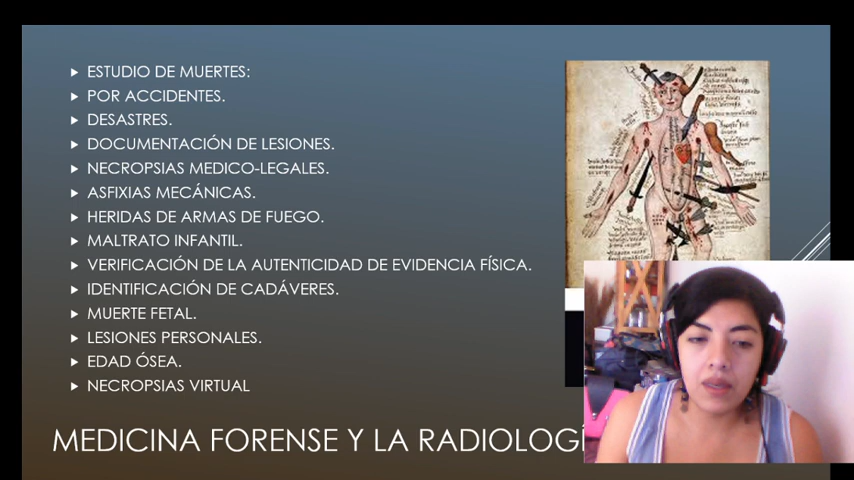 ESTUDIO DE MUERTES:
POR ACCIDENTES.
DESASTRES.
DOCUMENTACIÓN DE LESIONES.
NECROPSIAS MEDICO-LEGALES.
ASFIXIAS MECÁNICAS.
HERIDAS DE ARMAS DE FUEGO.
MALTRATO INFANTIL.
VERIFICACIÓN DE LA AUTENTICIDAD DE EVIDENCIA FÍSICA.
IDENTIFICACIÓN DE CADÁVERES.
MUERTE FETAL.
LESIONES PERSONALES.
EDAD ÓSEA.
NECROPSIAS VIRTUAL
MEDICINA FORENSE Y LA